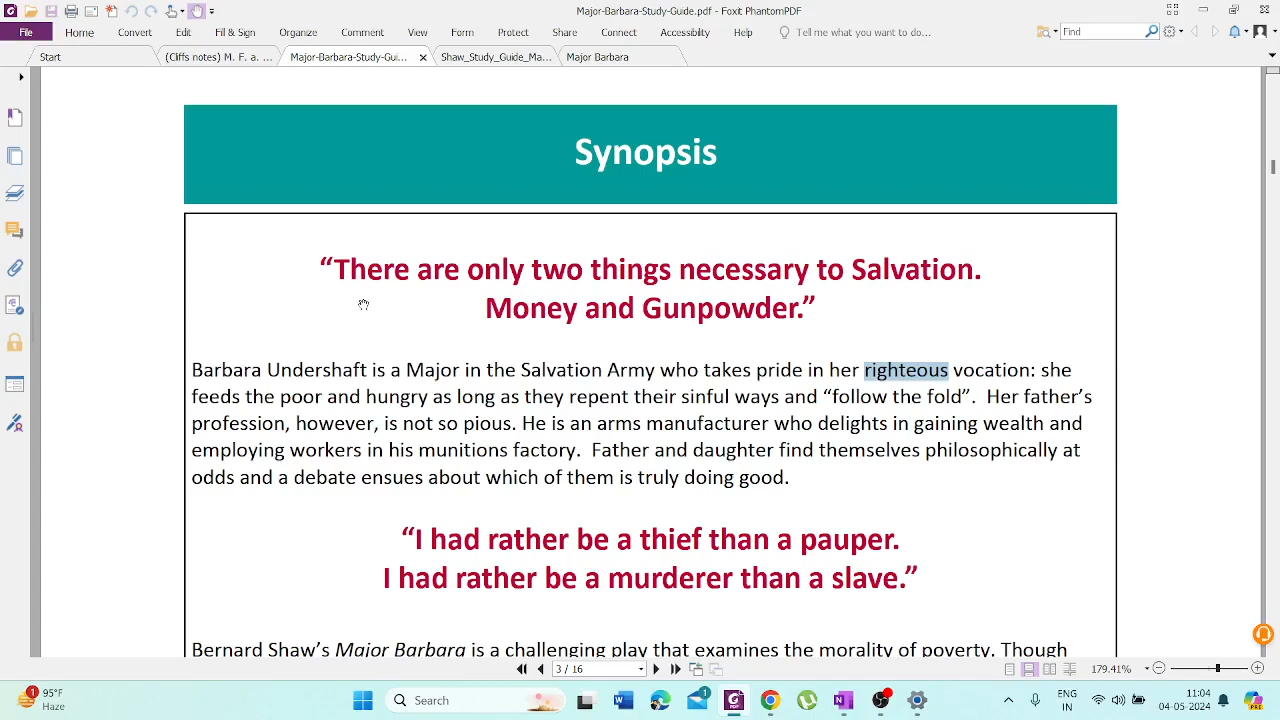 Major-Barbara-Study-Guide.pdf - Foxit PhantomPDF
File Home Convert Edit Fill & Sign Organize Comment View Form Protect Share Connect Accessibility Help Tell me what you want to do... Find
Start (Cliffs notes) M. F. a. ... Major-Barbara-Study-Gui... Shaw_Study_Guide_Ma... Major Barbara
Synopsis
“There are only two things necessary to Salvation.
Money and Gunpowder.”
Barbara Undershaft is a Major in the Salvation Army who takes pride in her righteous vocation: she
feeds the poor and hungry as long as they repent their sinful ways and “follow the fold”. Her father’s
profession, however, is not so pious. He is an arms manufacturer who delights in gaining wealth and
employing workers in his munitions factory. Father and daughter find themselves philosophically at
odds and a debate ensues about which of them is truly doing good.
“I had rather be a thief than a pauper.
I had rather be a murderer than a slave.”
Bernard Shaw’s Major Barbara is a challenging play that examines the morality of poverty. Though
3 / 16 179.41%
1 95°F Haze Search 1 ENG IN 11:04 04-05-2024